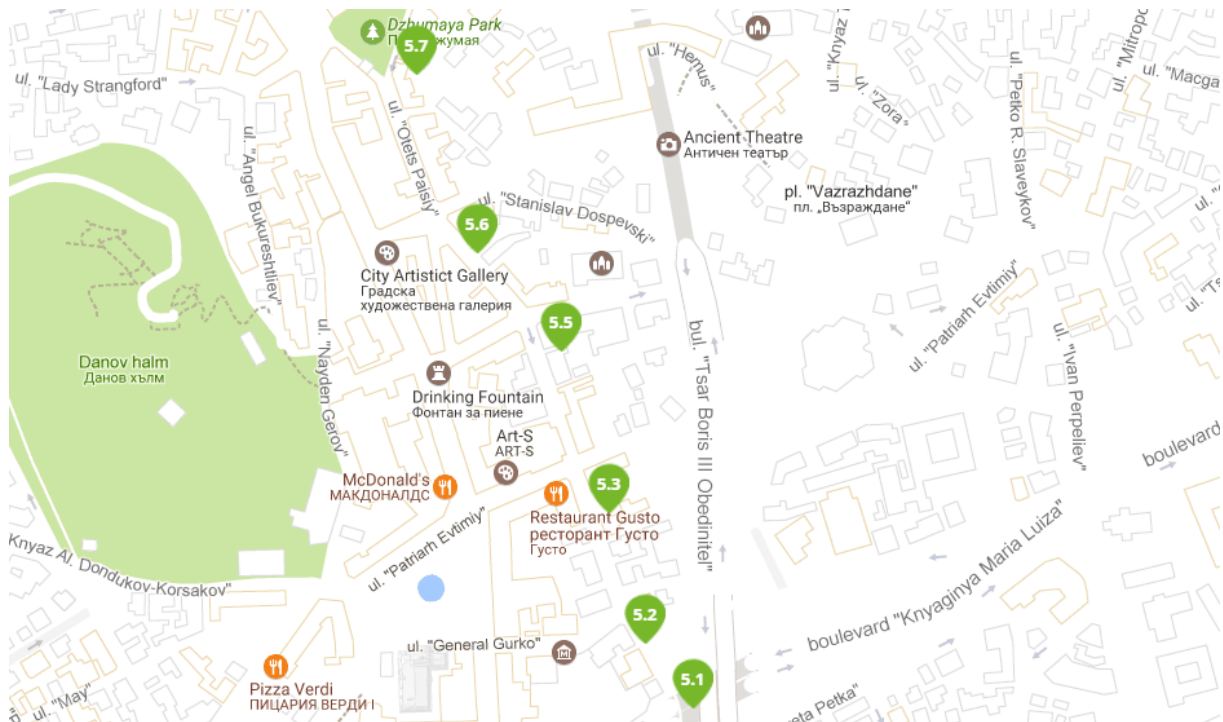 Dzhumaya Park
5.7
ul. "Hemus"
ul. "Knyaz
ul. "Petko R. Slaveykov"
ul. "Mitropo
ul. "Macga
ul. "Lady Strangford"
ul. "Zora"
ul. "Angel Bukureshtliev"
ul. "Otets Paisiy"
Ancient Theatre
Античен театър
pl. "Vazrazhdane"
пл. „Възраждане"
ul. "Stanislav Dospevski"
5.6
City Artistict Gallery
Градска
художествена галерия
5.5
ul. "Patriarh Evtimiy"
ul. "Ts
ul. "Ivan Perpeliev"
bul. "Tsar Boris III Obedinitel"
ul. "Nayden Gerov"
Danov halm
Данов хълм
Drinking Fountain
Фонтан за пиене
Art-S
ART-S
McDonald's
МАКДОНАЛДС
5.3
Restaurant Gusto
ресторант Густо
Густо
boulevard
ul. "Patriarh Evtimiy"
Knyaz Al. Dondukov-Korsakov"
boulevard "Knyaginya Maria Luiza"
5.2
ul. "General Gurko"
5.1
Pizza Verdi
ПИЦАРИЯ ВЕРДИ I
ul. "May"
eta Petka"